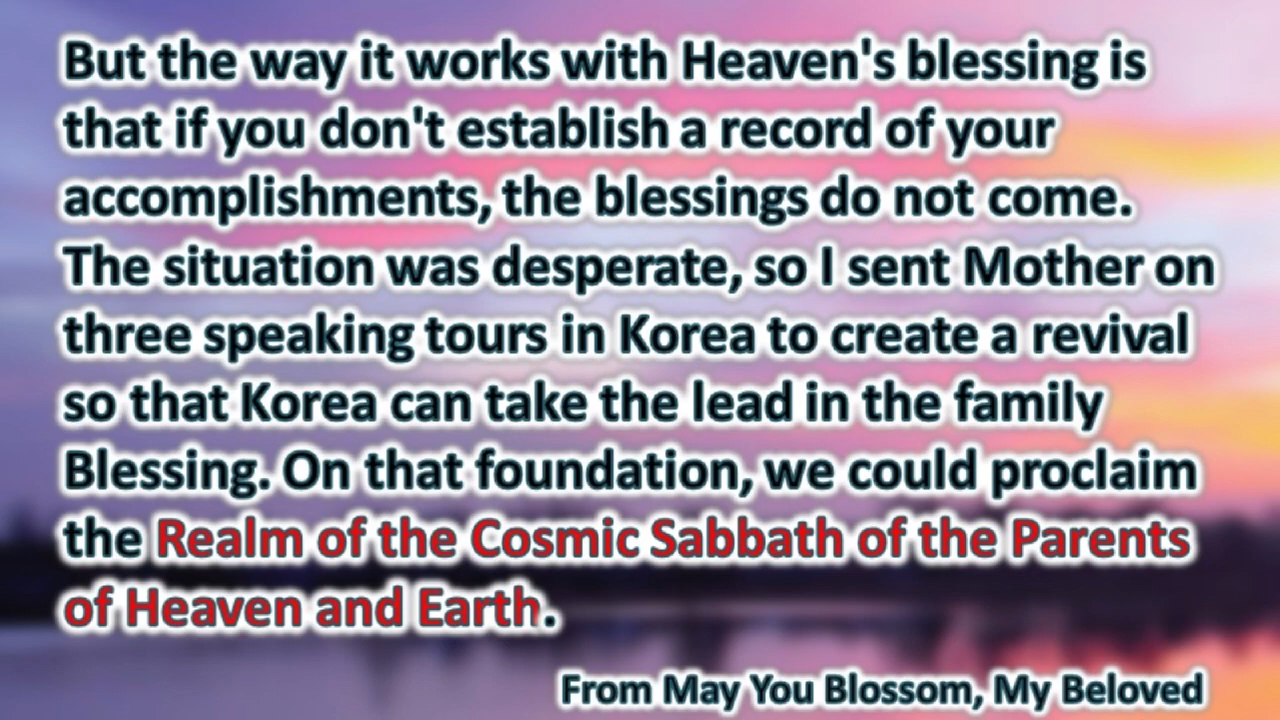 But the way it works with Heaven's blessing is
that if you don't establish a record of your
accomplishments, the blessings do not come.
The situation was desperate, so I sent Mother on
three speaking tours in Korea to create a revival
so that Korea can take the lead in the family
Blessing. On that foundation, we could proclaim
the Realm of the Cosmic Sabbath of the Parents
of Heaven and Earth.
From May You Blossom, My Beloved